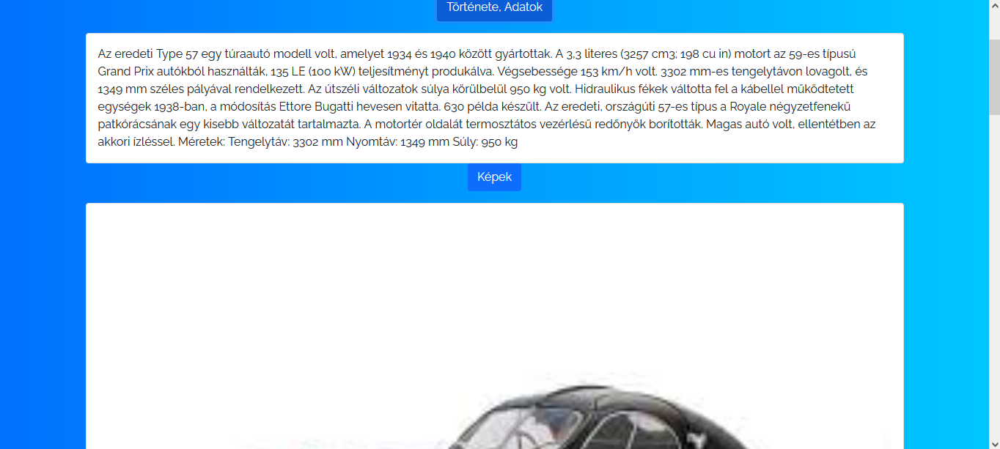 Története, Adatok
Az eredeti Type 57 egy túraautó modell volt, amelyet 1934 és 1940 között gyártottak. A 3,3 literes (3257 cm3; 198 cu in) motort az 59-es típusú
Grand Prix autókból használták, 135 LE (100 kW) teljesítményt produkálva. Végsebessége 153 km/h volt. 3302 mm-es tengelytávon lovagolt, és
1349 mm széles pályával rendelkezett. Az útszéli változatok súlya körülbelül 950 kg volt. Hidraulikus fékek váltotta fel a kábellel működtetett
egységek 1938-ban, a módosítás Ettore Bugatti hevesen vitatta. 630 példa készült. Az eredeti, országúti 57-es típus a Royale négyzetfenekű
patkórácsának egy kisebb változatát tartalmazta. A motortér oldalát termosztátos vezérlésű redőnyök borították. Magas autó volt, ellentétben az
akkori ízléssel. Méretek: Tengelytáv: 3302 mm Nyomtáv: 1349 mm Súly: 950 kg
Képek